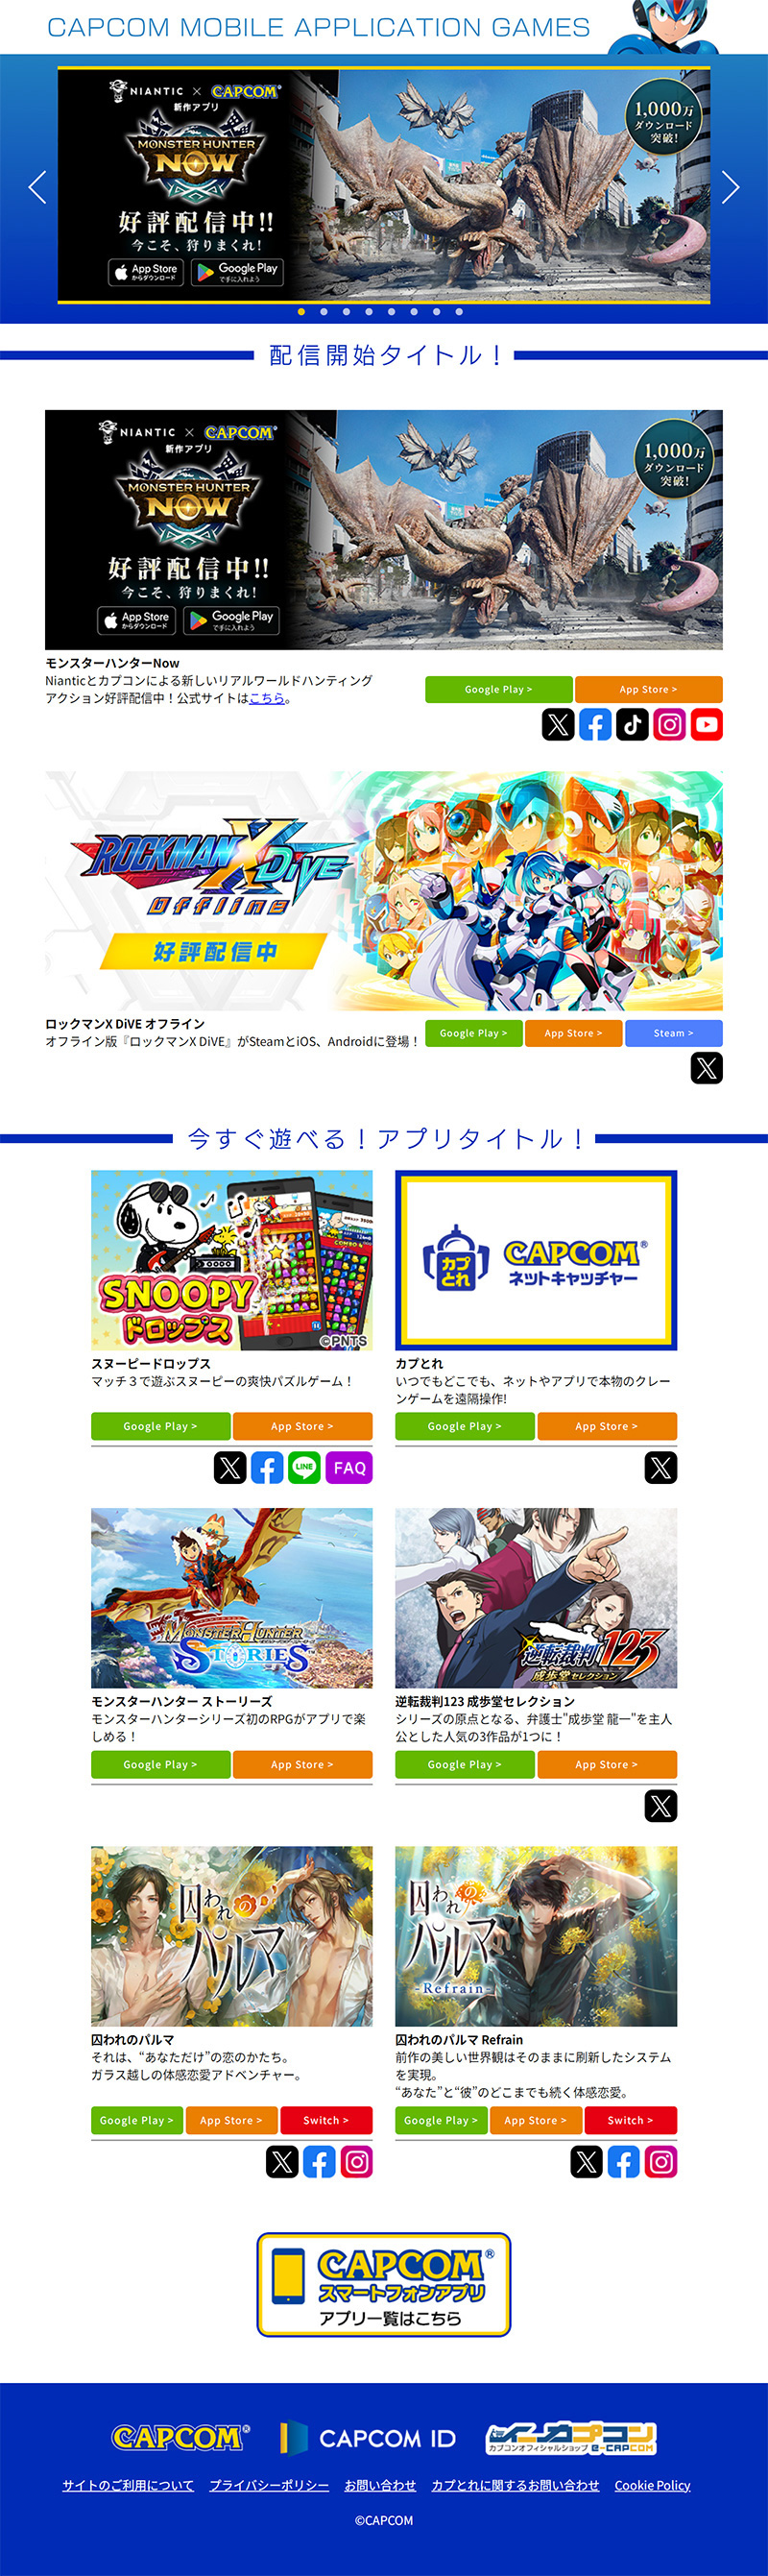 CAPCOM MOBILE APPLICATION GAMES
NIANTIC × CAPCOM
新作アプリ
MONSTER HUNTER
NOW
好評配信中!!
今こそ、狩りまくれ!
App Store
からダウンロード
Google Play
で手に入れよう
1,000万
ダウンロード
突破!
配信開始タイトル！
NIANTIC × CAPCOM
新作アプリ
MONSTER HUNTER
NOW
好評配信中!!
今こそ、狩りまくれ!
App Store
からダウンロード
Google Play
で手に入れよう
1,000万
ダウンロード
突破!
モンスターハンターNow
Nianticとカプコンによる新しいリアルワールドハンティング
アクション好評配信中！公式サイトはこちら。
Google Play >
App Store >
ROCKMAN X DiVE
Offline
好評配信中
ロックマンX DiVE オフライン
オフライン版『ロックマンX DiVE』がSteamとiOS、Androidに登場！
Google Play >
App Store >
Steam >
今すぐ遊べる！アプリタイトル！
SNOOPY
ドロップス
©PNTS
スヌーピードロップス
マッチ３で遊ぶスヌーピーの爽快パズルゲーム！
Google Play >
App Store >
LINE
FAQ
カプ
とれ
CAPCOM®
ネットキャッチャー
カプとれ
いつでもどこでも、ネットやアプリで本物のクレー
ンゲームを遠隔操作!
Google Play >
App Store >
MONSTER HUNTER
STORIES™
モンスターハンター ストーリーズ
モンスターハンターシリーズ初のRPGがアプリで楽
しめる！
Google Play >
App Store >
逆転裁判123
成歩堂セレクション
逆転裁判123 成歩堂セレクション
シリーズの原点となる、弁護士"成歩堂 龍一"を主人
公とした人気の3作品が1つに！
Google Play >
App Store >
囚われの
パルマ
囚われのパルマ
それは、“あなただけ”の恋のかたち。
ガラス越しの体感恋愛アドベンチャー。
Google Play >
App Store >
Switch >
囚われの
パルマ
-Refrain-
囚われのパルマ Refrain
前作の美しい世界観はそのままに刷新したシステム
を実現。
“あなた”と“彼”のどこまでも続く体感恋愛。
Google Play >
App Store >
Switch >
CAPCOM®
スマートフォンアプリ
アプリ一覧はこちら
CAPCOM®
CAPCOM ID
イーカプコン
カプコンオフィシャルショップ e-CAPCOM
サイトのご利用について
プライバシーポリシー
お問い合わせ
カプとれに関するお問い合わせ
Cookie Policy
©CAPCOM